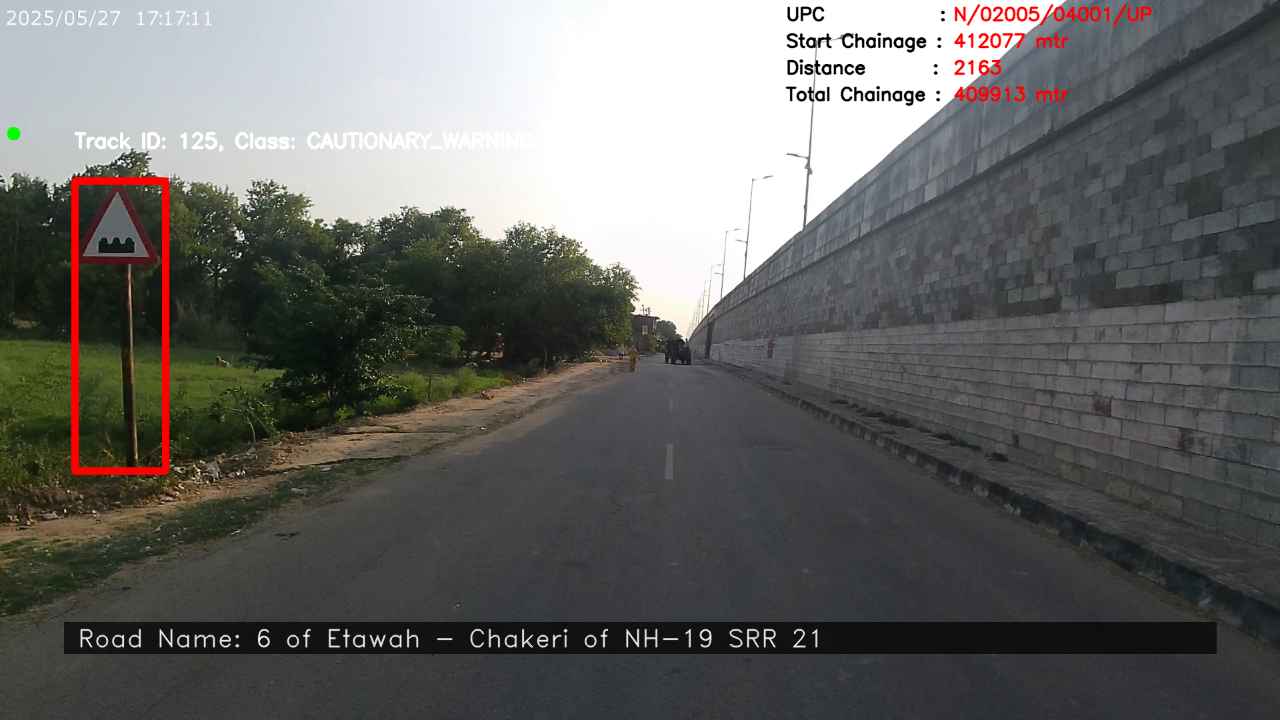 2025/05/27 17:17:11
UPC : N/02005/04001/UP
Start Chainage : 412077 mtr
Distance : 2163
Total Chainage : 409913 mtr
Track ID: 125, Class: CAUTIONARY_WARNING
Road Name: 6 of Etawah - Chakeri of NH-19 SRR 21